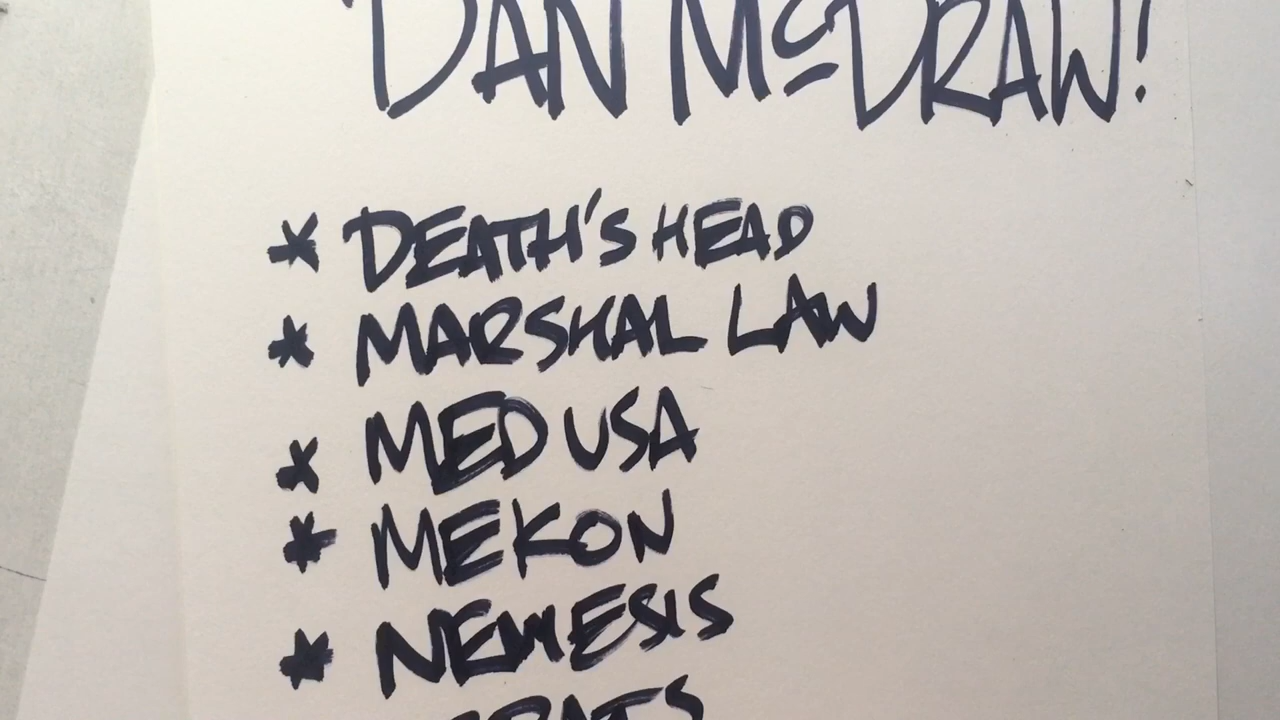 DAN McDRAW!
* DEATH'S HEAD
* MARSHAL LAW
* MEDUSA
* MEKON
* NEMESIS